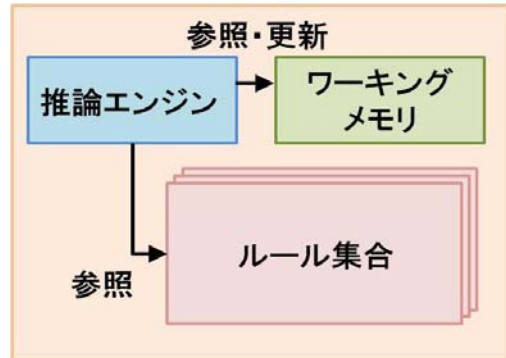 参照・更新
推論エンジン
ワーキング
メモリ
ルール集合
参照